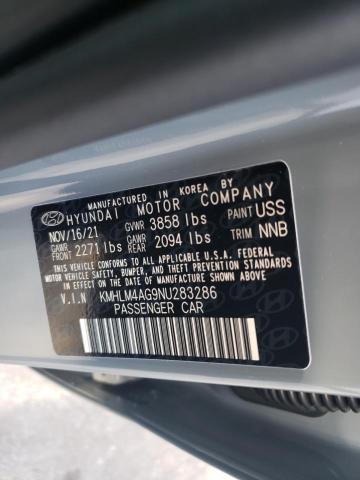 MANUFACTURED IN KOREA BY
HYUNDAI MOTOR COMPANY
NOV/16/21 GVWR 3858 lbs PAINT USS
GAWR FRONT 2271 lbs GAWR REAR 2094 lbs TRIM NNB
THIS VEHICLE CONFORMS TO ALL APPLICABLE U.S.A. FEDERAL
MOTOR VEHICLE SAFETY, BUMPER, AND THEFT PREVENTION
STANDARDS IN EFFECT ON THE DATE OF MANUFACTURE SHOWN ABOVE.
V.I.N KMHLM4AG9NU283286
PASSENGER CAR